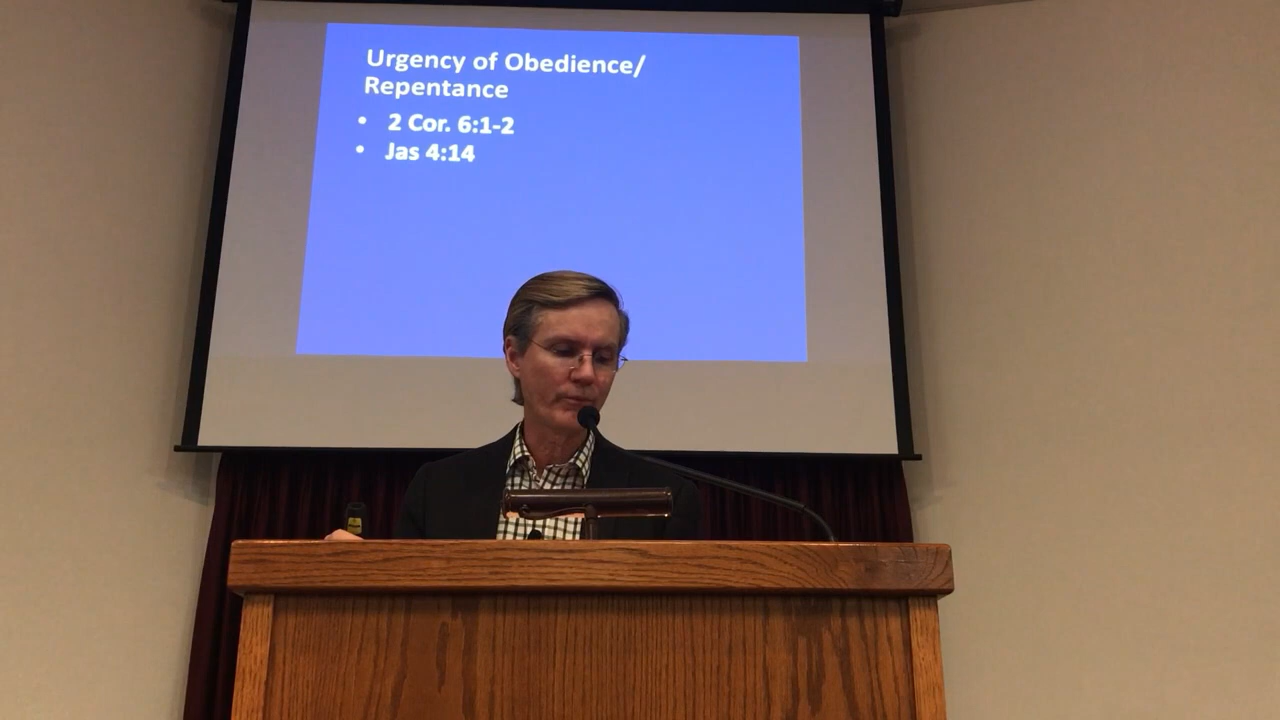 Urgency of Obedience/
Repentance
• 2 Cor. 6:1-2
• Jas 4:14